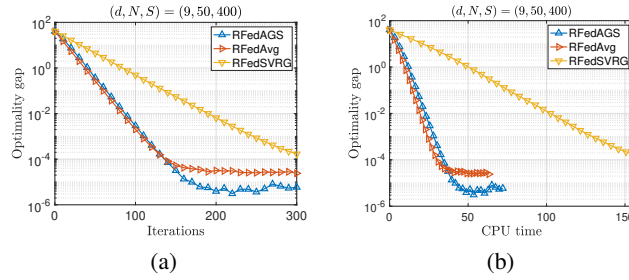 (d, N, S) = (9, 50, 400)
RFedAGS
RFedAvg
RFedSVRG
Optimality gap
10^2
10^0
10^-2
10^-4
10^-6
0 100 200 300
Iterations
(a)
(d, N, S) = (9, 50, 400)
RFedAGS
RFedAvg
RFedSVRG
Optimality gap
10^2
10^0
10^-2
10^-4
10^-6
0 50 100 150
CPU time
(b)